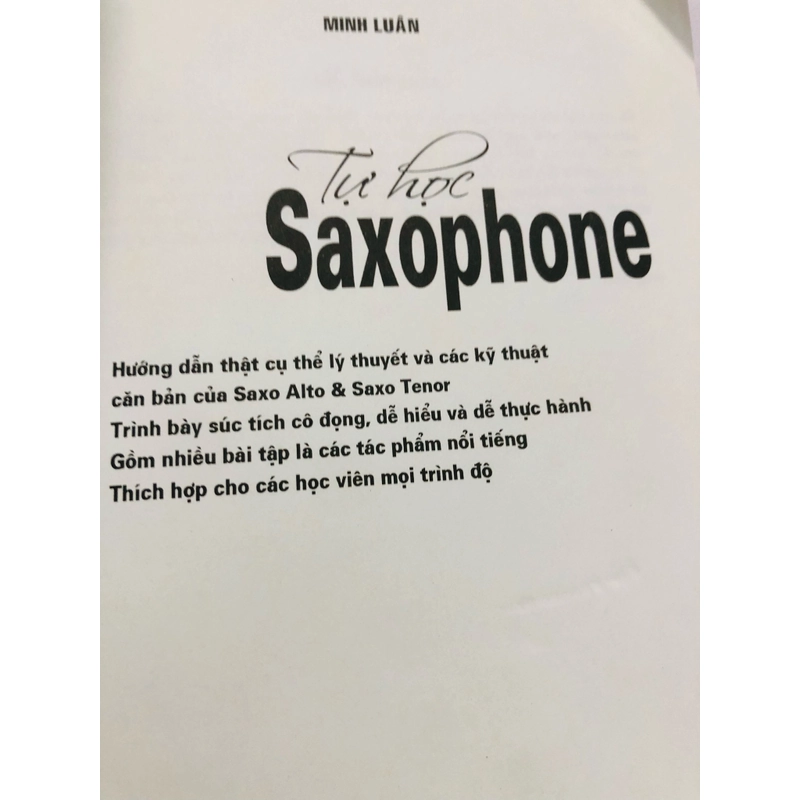 MINH LUÂN
Tự học
Saxophone
Hướng dẫn thật cụ thể lý thuyết và các kỹ thuật
căn bản của Saxo Alto & Saxo Tenor
Trình bày súc tích cô đọng, dễ hiểu và dễ thực hành
Gồm nhiều bài tập là các tác phẩm nổi tiếng
Thích hợp cho các học viên mọi trình độ